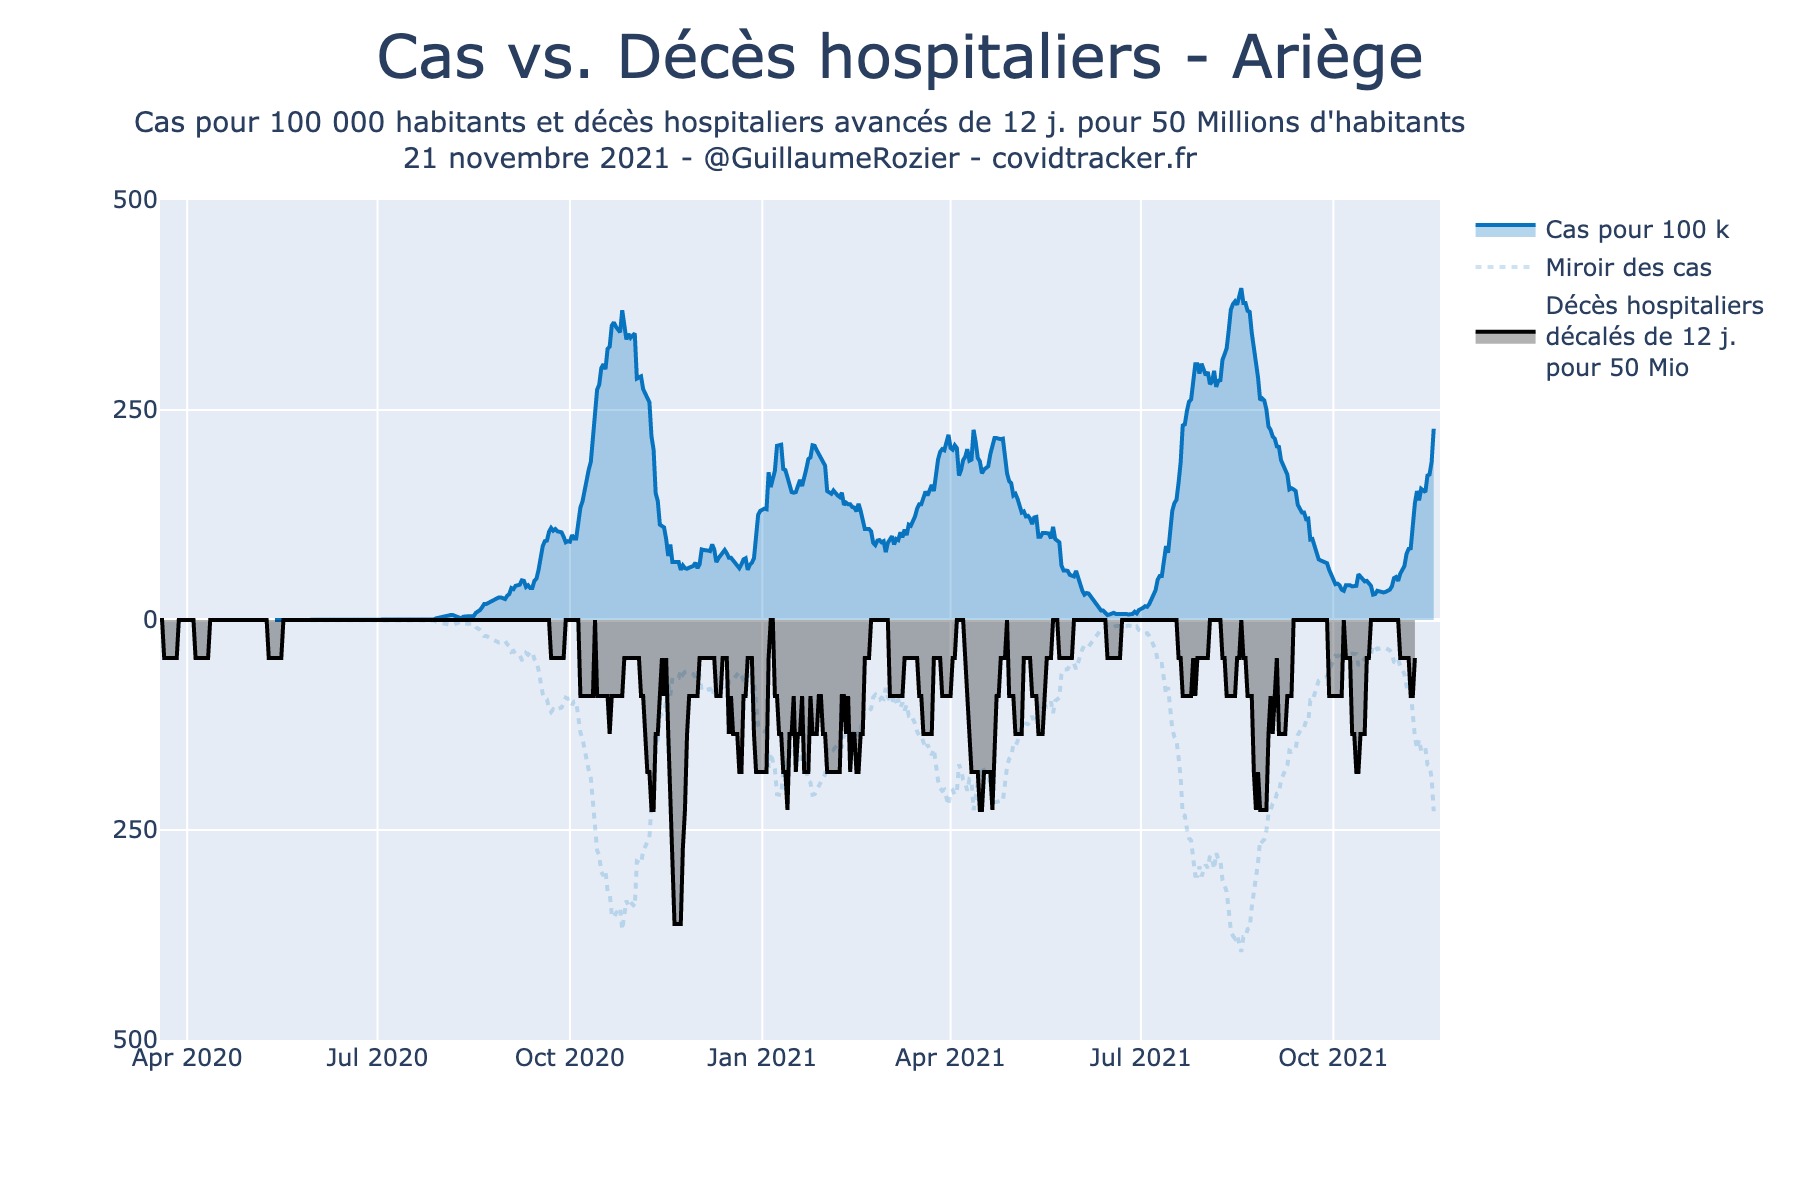 Cas vs. Décès hospitaliers - Ariège
Cas pour 100 000 habitants et décès hospitaliers avancés de 12 j. pour 50 Millions d'habitants
21 novembre 2021 - @GuillaumeRozier - covidtracker.fr
500
250
0
250
500
Apr 2020
Jul 2020
Oct 2020
Jan 2021
Apr 2021
Jul 2021
Oct 2021
Cas pour 100 k
Miroir des cas
Décès hospitaliers
décalés de 12 j.
pour 50 Mio